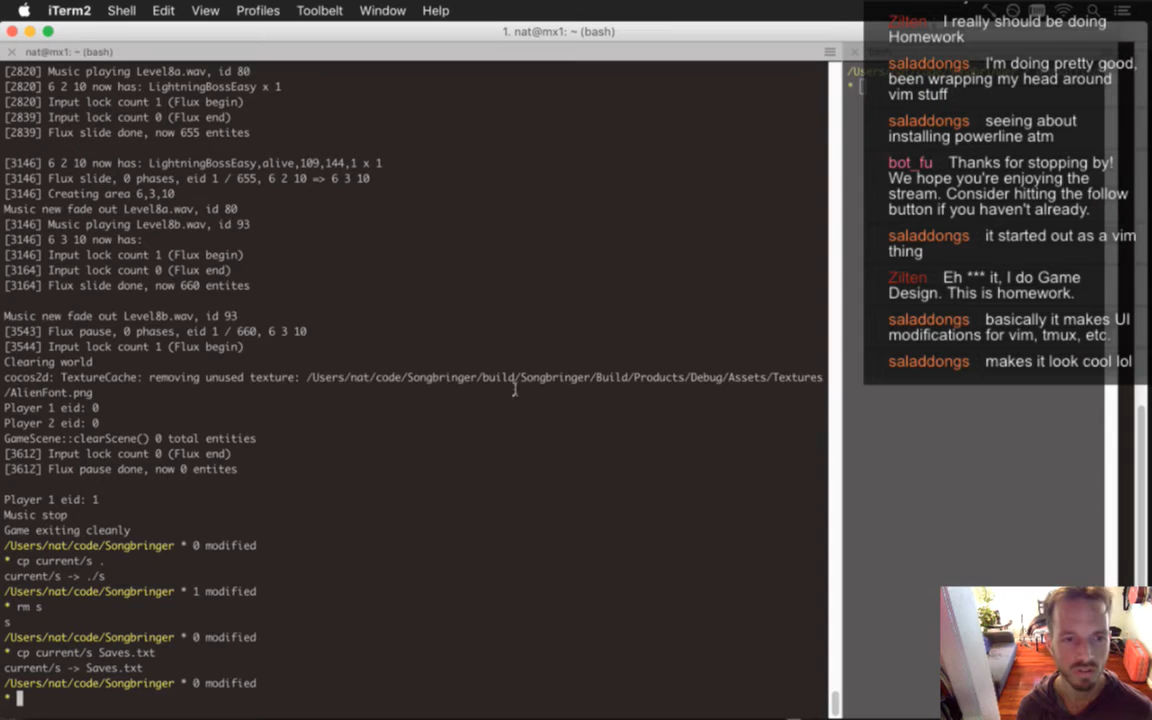 iTerm2 Shell Edit View Profiles Toolbelt Window Help
1. nat@mx1: ~ (bash)
nat@mx1: ~ (bash)
[2820] Music playing Level8a.wav, id 80
[2820] 6 2 10 now has: LightningBossEasy x 1
[2820] Input lock count 1 (Flux begin)
[2839] Input lock count 0 (Flux end)
[2839] Flux slide done, now 655 entites
[3146] 6 2 10 now has: LightningBossEasy,alive,109,144,1 x 1
[3146] Flux slide, 0 phases, eid 1 / 655, 6 2 10 => 6 3 10
[3146] Creating area 6,3,10
Music new fade out Level8a.wav, id 80
[3146] Music playing Level8b.wav, id 93
[3146] 6 3 10 now has:
[3146] Input lock count 1 (Flux begin)
[3164] Input lock count 0 (Flux end)
[3164] Flux slide done, now 660 entites
Music new fade out Level8b.wav, id 93
[3543] Flux pause, 0 phases, eid 1 / 660, 6 3 10
[3544] Input lock count 1 (Flux begin)
Clearing world
cocos2d: TextureCache: removing unused texture: /Users/nat/code/Songbringer/build/Songbringer/Build/Products/Debug/Assets/Textures
/AlienFont.png
Player 1 eid: 0
Player 2 eid: 0
GameScene::clearScene() 0 total entities
[3612] Input lock count 0 (Flux end)
[3612] Flux pause done, now 0 entites
Player 1 eid: 1
Music stop
Game exiting cleanly
/Users/nat/code/Songbringer * 0 modified
* cp current/s .
current/s -> ./s
/Users/nat/code/Songbringer * 1 modified
* rm s
s
/Users/nat/code/Songbringer * 0 modified
* cp current/s Saves.txt
current/s -> Saves.txt
/Users/nat/code/Songbringer * 0 modified
*
Zilten I really should be doing
Homework
saladdongs I'm doing pretty good,
been wrapping my head around
vim stuff
saladdongs seeing about
installing powerline atm
bot_fu Thanks for stopping by!
We hope you're enjoying the
stream. Consider hitting the follow
button if you haven't already.
saladdongs it started out as a vim
thing
Zilten Eh *** it, I do Game
Design. This is homework.
saladdongs basically it makes UI
modifications for vim, tmux, etc.
saladdongs makes it look cool lol